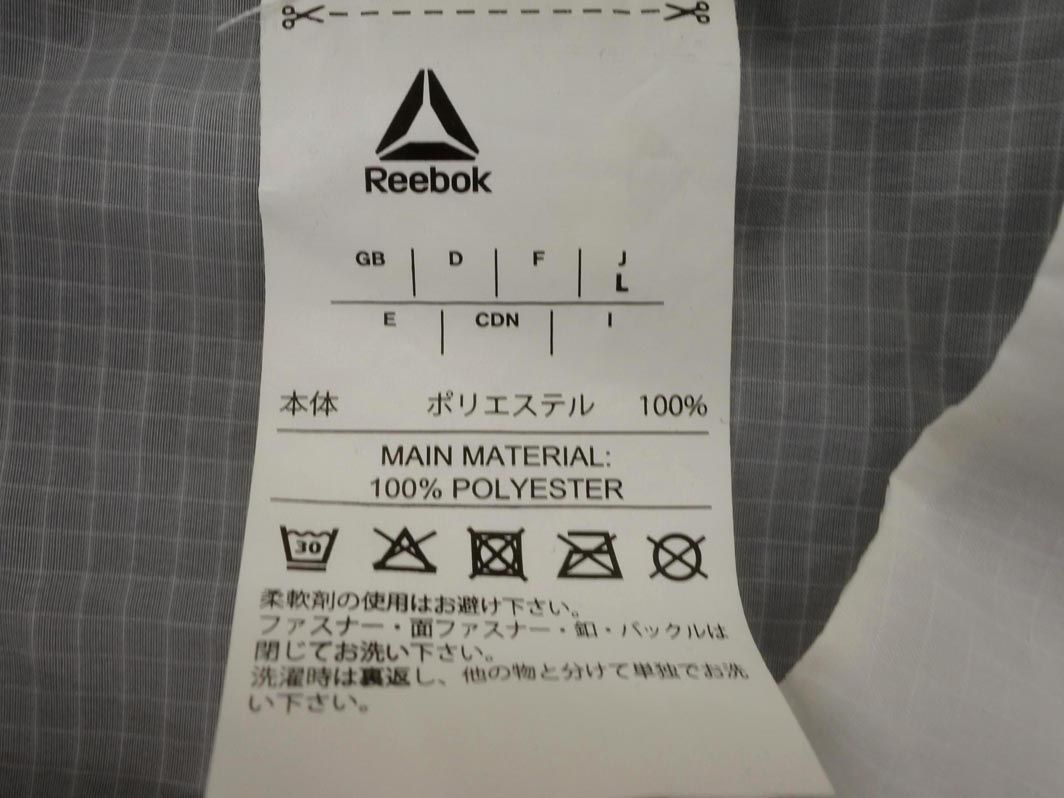 Reebok
GB D F J
L
E CDN I
本体 ポリエステル 100%
MAIN MATERIAL:
100% POLYESTER
30
柔軟剤の使用はお避け下さい。
ファスナー・面ファスナー・釦・バックルは
閉じてお洗い下さい。
洗濯時は裏返し、他の物と分けて単独でお洗
い下さい。